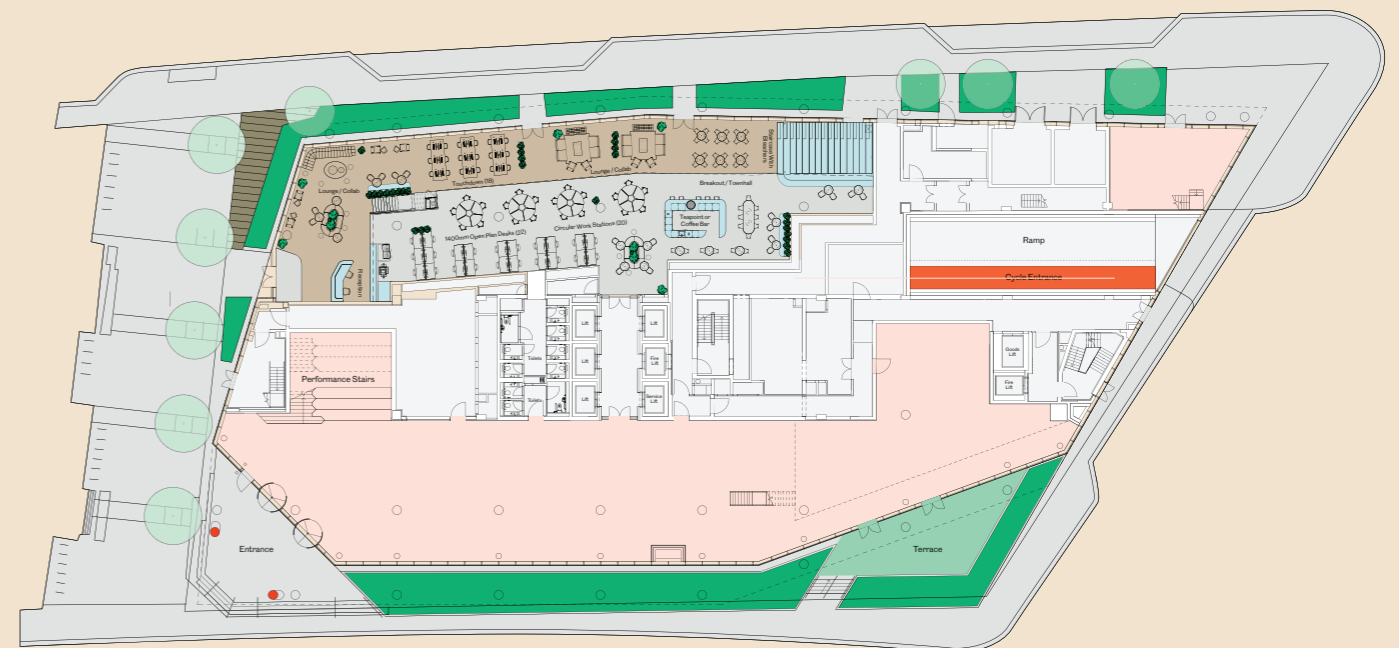 Staircase With
Bleachers
Lounge / Collab
Touchdown (18)
Lounge / Collab
Breakout / Townhall
Teapoint or
Coffee Bar
Circular Work Stations (20)
1400mm Open Plan Desks (32)
Reception
Ramp
Cycle Entrance
Lift
Lift
Toilets
Lift
Fire
Lift
Goods
Lift
Performance Stairs
Fire
Lift
Toilets
Lift
Service
Lift
Entrance
Terrace